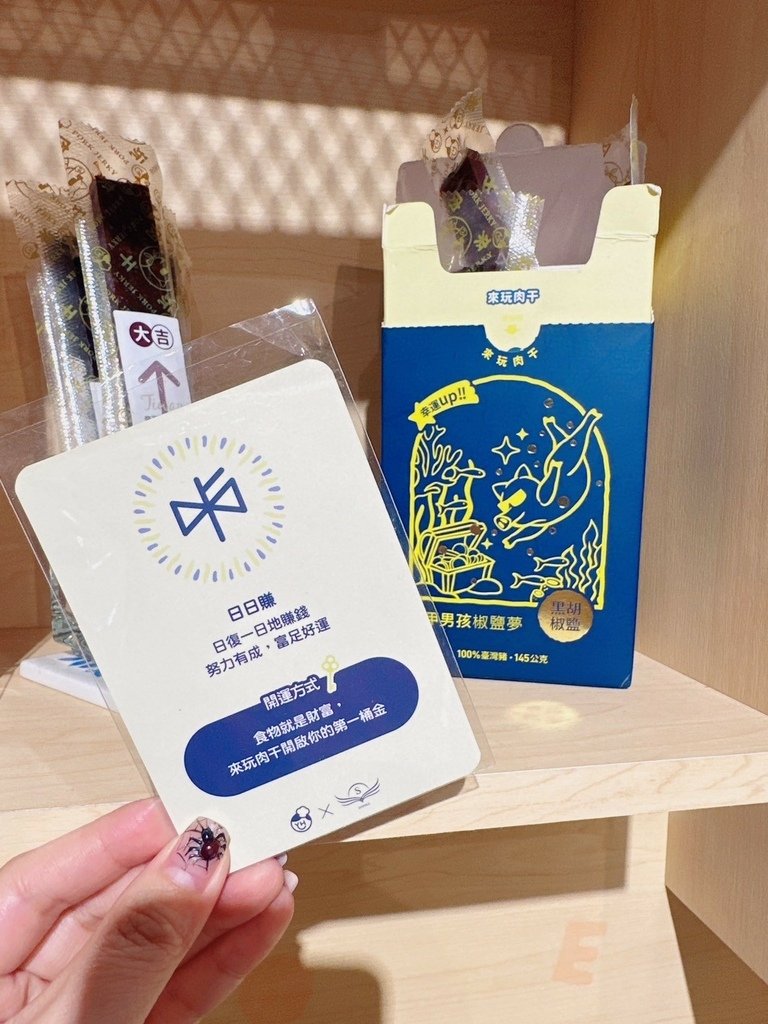 PORK JERKY
大吉
來玩肉干
來玩肉干
幸運up!!
男孩椒鹽夢
黑胡
椒鹽
100%臺灣豬・145公克
日日賺
日復一日地賺錢
努力有成，富足好運
開運方式
食物就是財富，
來玩肉干開啟你的第一桶金
YH × S
E